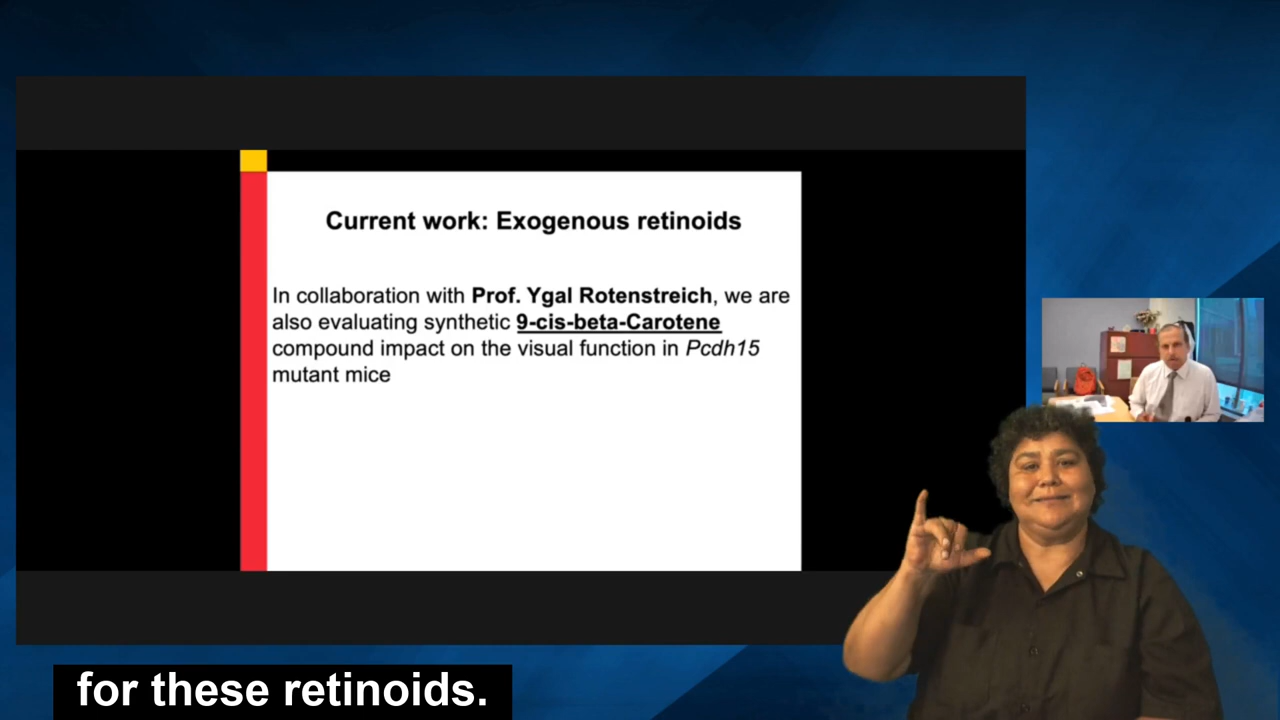 Current work: Exogenous retinoids
In collaboration with Prof. Ygal Rotenstreich, we are
also evaluating synthetic 9-cis-beta-Carotene
compound impact on the visual function in Pcdh15
mutant mice
for these retinoids.